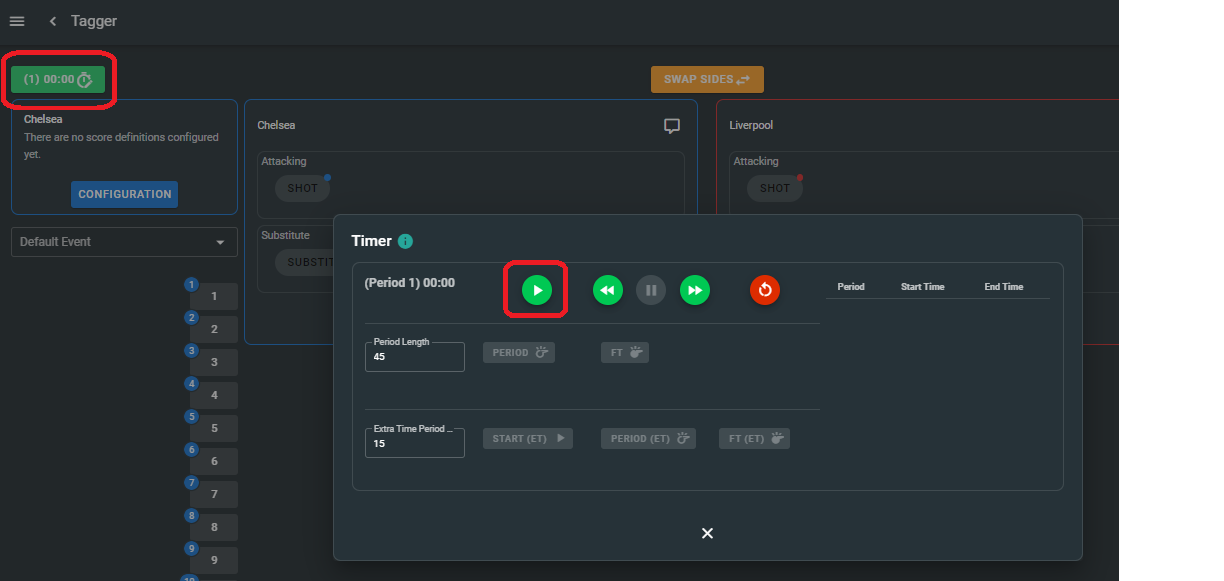 Tagger
(1) 00:00
SWAP SIDES
Chelsea
There are no score definitions configured
yet.
CONFIGURATION
Default Event
Chelsea
Attacking
SHOT
Substitute
SUBSTIT
Liverpool
Attacking
SHOT
1 1
2 2
3 3
4 4
5 5
6 6
7 7
8 8
9 9
10
Timer
(Period 1) 00:00
Period Start Time End Time
Period Length
45
PERIOD
FT
Extra Time Period ...
15
START (ET)
PERIOD (ET)
FT (ET)